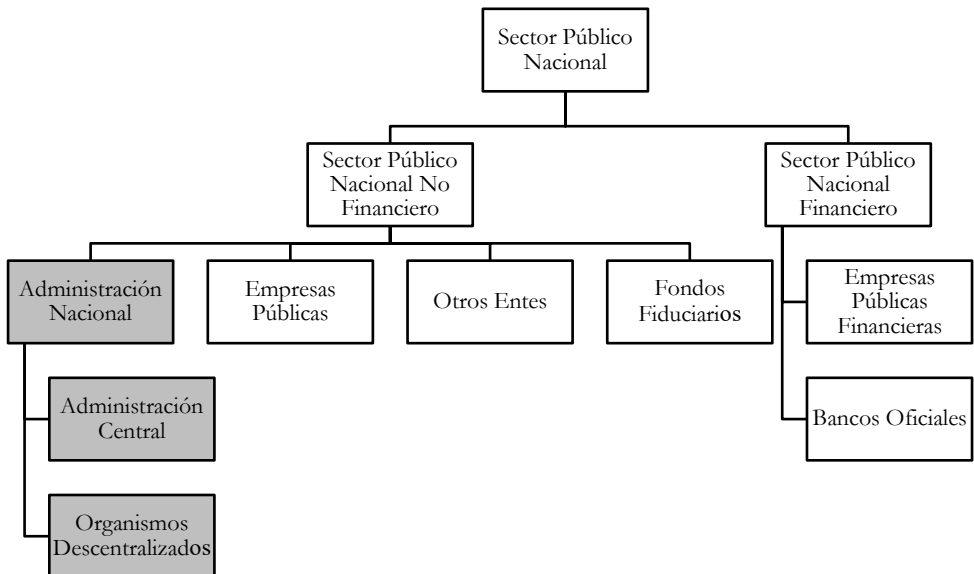 Sector Público
Nacional
Sector Público
Nacional No
Financiero
Sector Público
Nacional
Financiero
Administración
Nacional
Empresas
Públicas
Otros Entes
Fondos
Fiduciarios
Empresas
Públicas
Financieras
Administración
Central
Bancos Oficiales
Organismos
Descentralizados